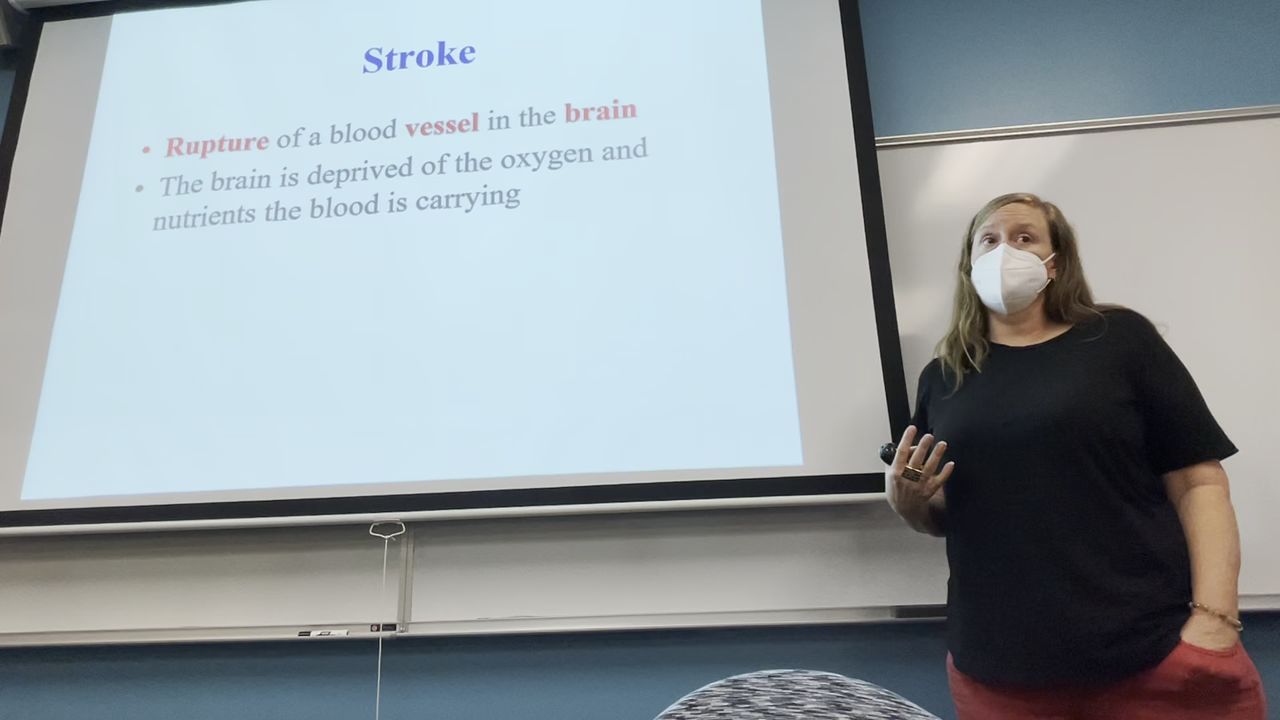 Stroke
• Rupture of a blood vessel in the brain
• The brain is deprived of the oxygen and
nutrients the blood is carrying